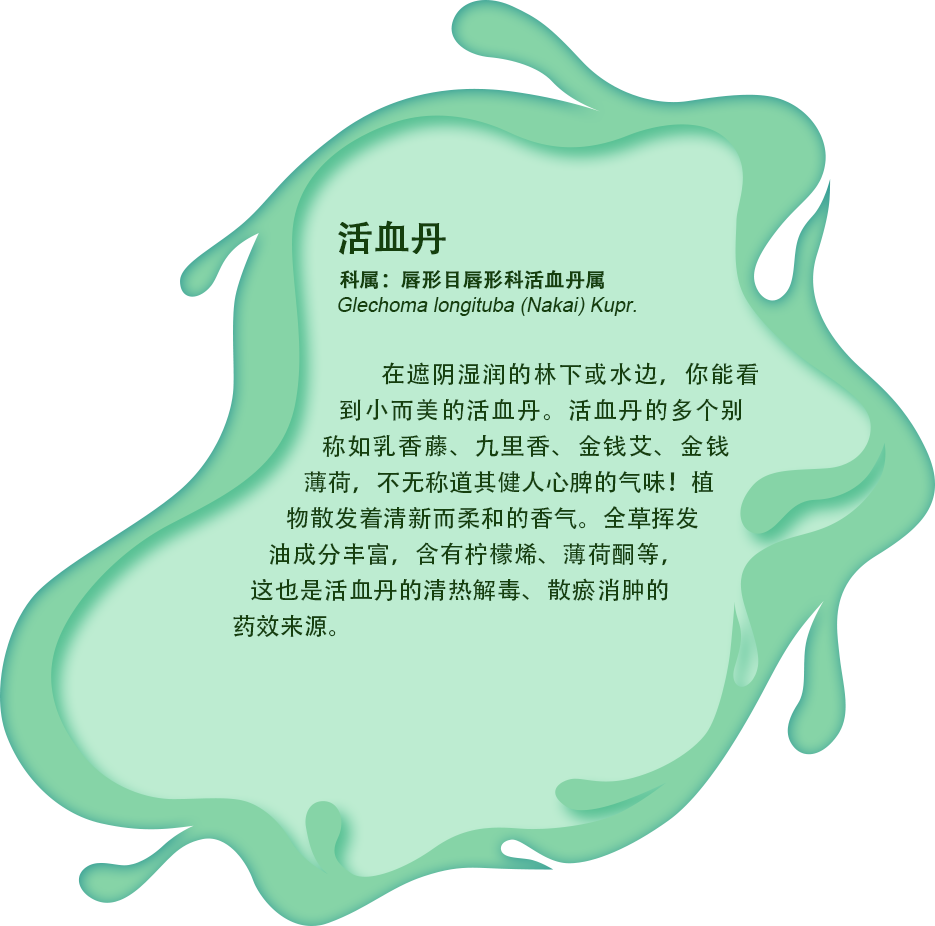 活血丹
科属：唇形目唇形科活血丹属
Glechoma longituba (Nakai) Kupr.
在遮阴湿润的林下或水边，你能看
到小而美的活血丹。活血丹的多个别
称如乳香藤、九里香、金钱艾、金钱
薄荷，不无称道其健人心脾的气味！植
物散发着清新而柔和的香气。全草挥发
油成分丰富，含有柠檬烯、薄荷酮等，
这也是活血丹的清热解毒、散瘀消肿的
药效来源。